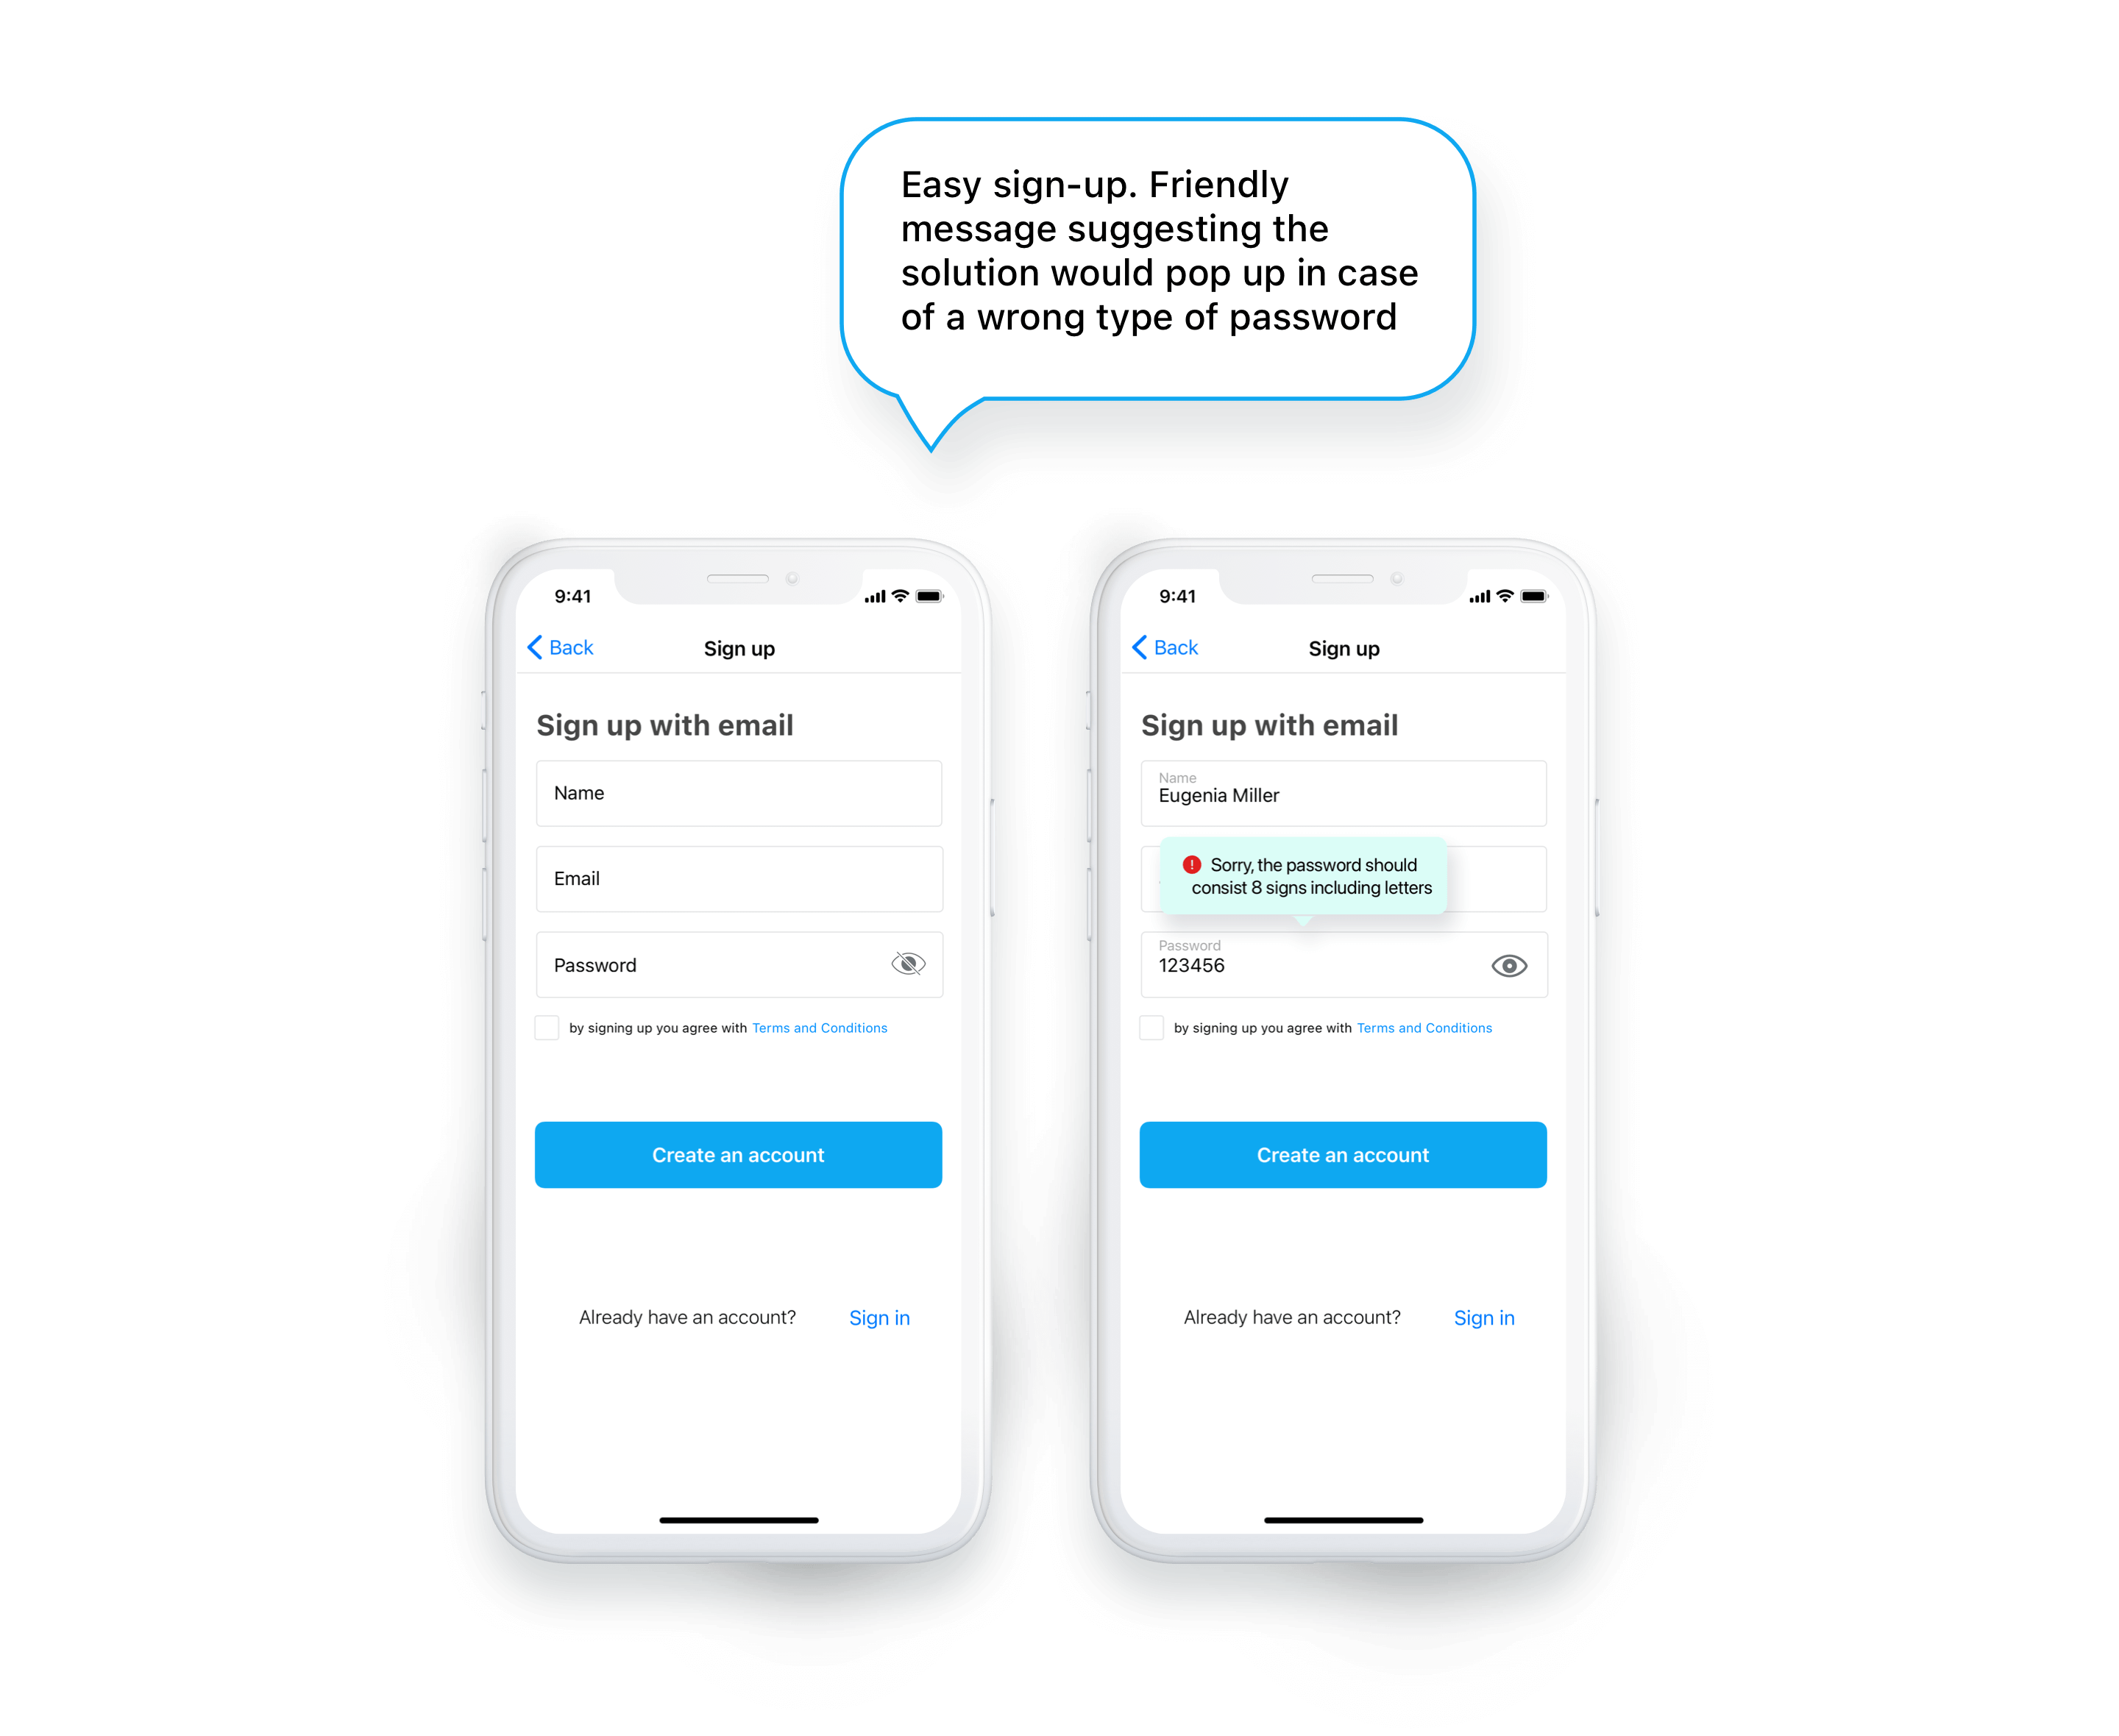 Easy sign-up. Friendly
message suggesting the
solution would pop up in case
of a wrong type of password
9:41
Back
Sign up
Sign up with email
Name
Email
Password
by signing up you agree with Terms and Conditions
Create an account
Already have an account? Sign in
9:41
Back
Sign up
Sign up with email
Name
Eugenia Miller
Sorry, the password should
consist 8 signs including letters
Password
123456
by signing up you agree with Terms and Conditions
Create an account
Already have an account? Sign in